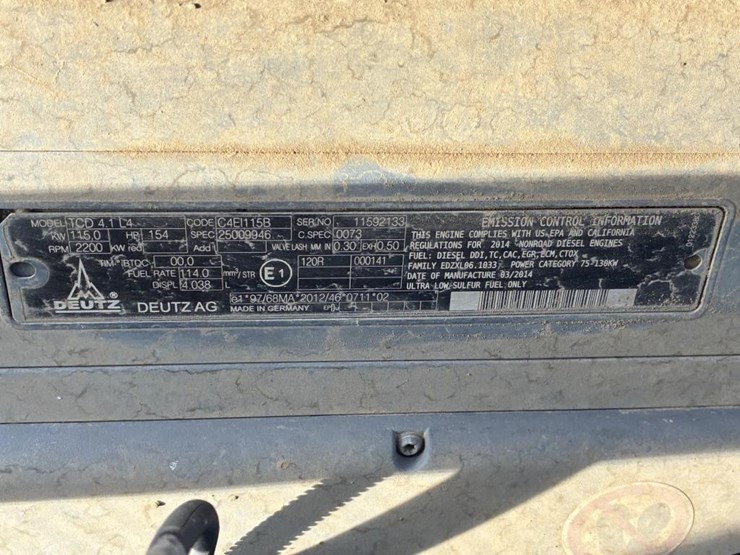 MODEL TCD 4.1 L4 CODE C4EI115B SER.NO 11592133
KW 115.0 HP 154 SPEC 25009946 C.SPEC 0073
RPM 2200 KW red Add1 VALVE LASH MM IN 0.30 EXH 0.50
TIM °BTDC 00.0 120R 000141
FUEL RATE 114.0 mm³/STR E1
DISPL 4.038 L
DEUTZ® DEUTZ AG
e1*97/68MA*2012/46*0711*02
MADE IN GERMANY
EMISSION CONTROL INFORMATION
THIS ENGINE COMPLIES WITH US.EPA AND CALIFORNIA
REGULATIONS FOR 2014 NONROAD DIESEL ENGINES
FUEL: DIESEL DDI,TC,CAC,EGR,ECM,CTOX
FAMILY EDZXL06.1033 POWER CATEGORY 75-130KW
DATE OF MANUFACTURE 03/2014
ULTRA LOW SULFUR FUEL ONLY